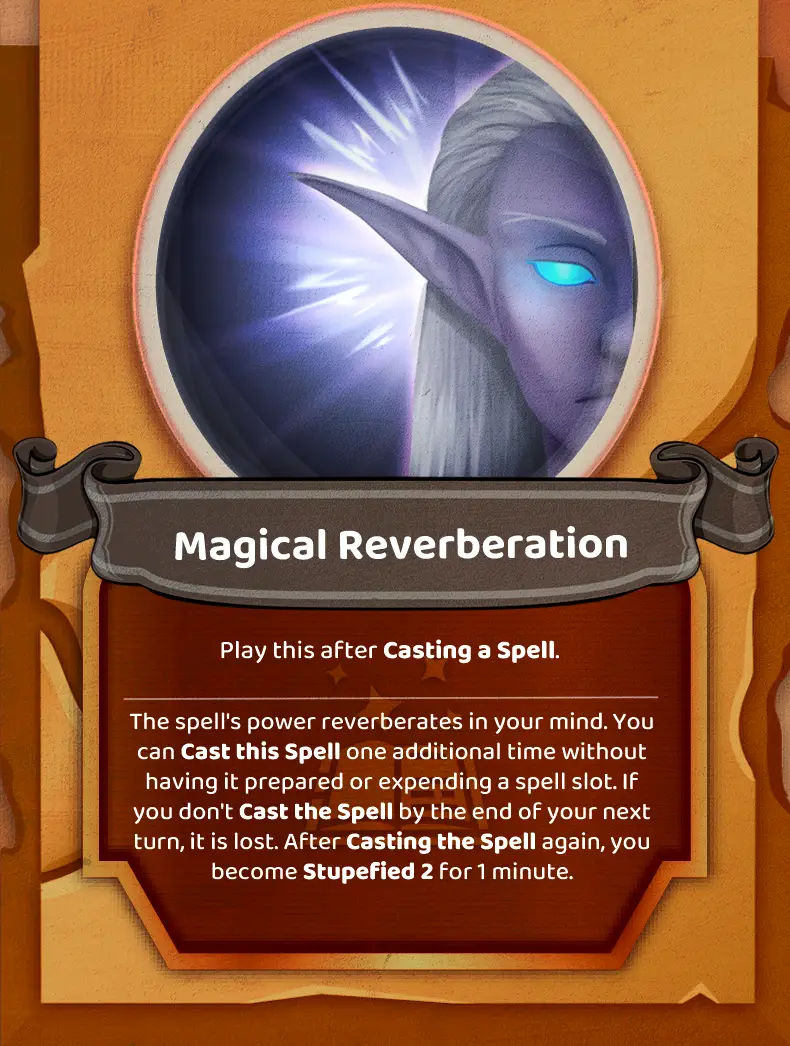 Magical Reverberation
Play this after Casting a Spell.
The spell's power reverberates in your mind. You
can Cast this Spell one additional time without
having it prepared or expending a spell slot. If
you don't Cast the Spell by the end of your next
turn, it is lost. After Casting the Spell again, you
become Stupefied 2 for 1 minute.